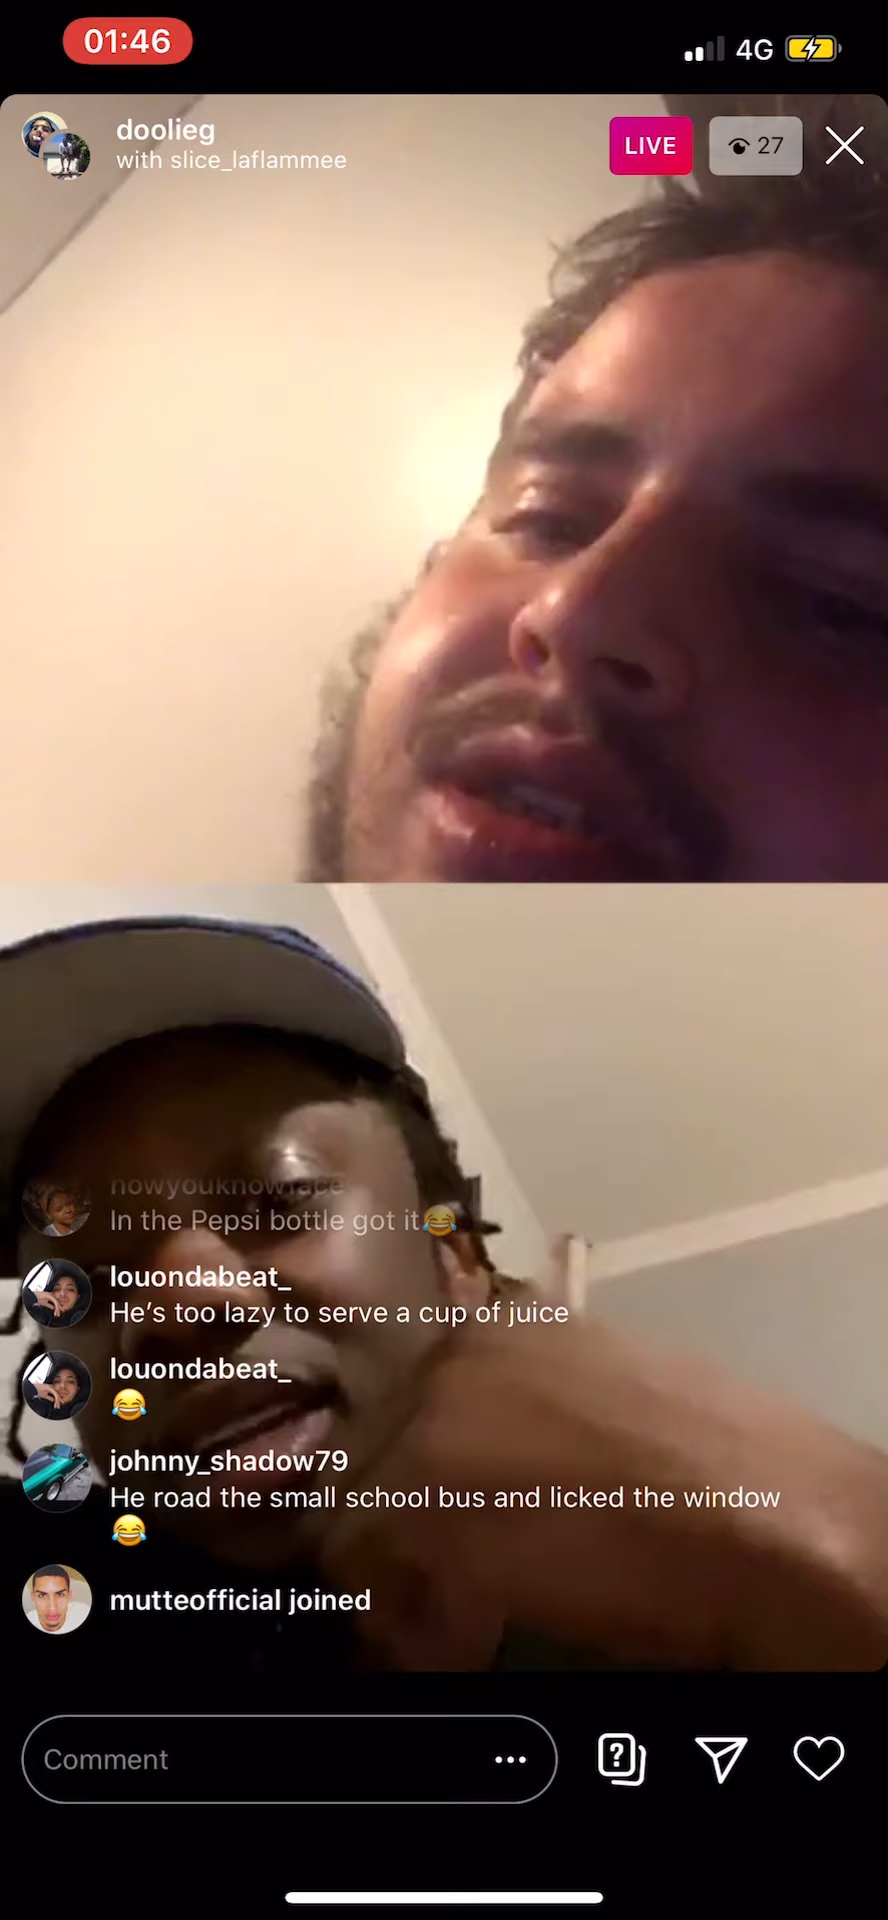 01:46
4G
doolieg
with slice_laflammee
LIVE
27
howyouknowface
In the Pepsi bottle got it😂
louondabeat_
He’s too lazy to serve a cup of juice
louondabeat_
😂
johnny_shadow79
He road the small school bus and licked the window
😂
mutteofficial joined
Comment